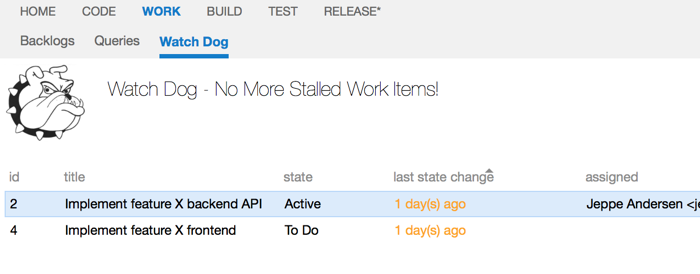 HOME CODE WORK BUILD TEST RELEASE*
Backlogs Queries Watch Dog
Watch Dog - No More Stalled Work Items!
id title state last state change assigned
2 Implement feature X backend API Active 1 day(s) ago Jeppe Andersen <je
4 Implement feature X frontend To Do 1 day(s) ago